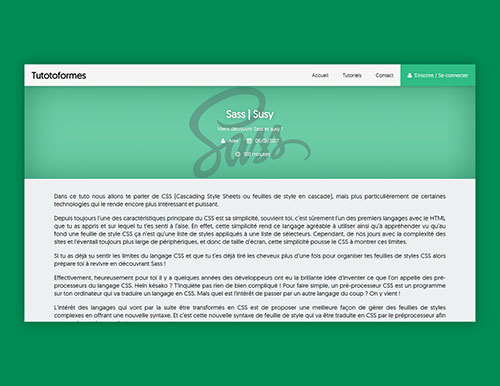 Tutotoformes
Accueil Tutoriels Contact S'inscrire / Se connecter
Sass
Sass | Susy
Viens découvrir Sass et susy !
Alec 05/01/2017
180 minutes
Dans ce tuto nous allons te parler de CSS (Cascading Style Sheets ou feuilles de style en cascade), mais plus particulièrement de certaines
technologies qui le rende encore plus intéressant et puissant.
Depuis toujours l'une des caractéristiques principale du CSS est sa simplicité, souvient toi, c'est sûrement l'un des premiers langages avec le HTML
que tu as appris et sur lequel tu t'es senti à l'aise. En effet, cette simplicité rend ce langage agréable à utiliser ainsi qu'à appréhender vu qu'au
fond une feuille de style CSS ça n'est qu'une liste de styles appliqués à une liste de sélecteurs. Cependant, de nos jours avec la complexité des
sites et l'éventail toujours plus large de périphériques, et donc de taille d'écran, cette simplicité pousse le CSS à montrer ces limites.
Si tu as déjà su sentir les limites du langage CSS et que tu t'es déjà tiré les cheveux plus d'une fois pour organiser tes feuilles de styles CSS alors
prépare toi à revivre en découvrant Sass !
Effectivement, heureusement pour toi il y a quelques années des développeurs ont eu la brillante idée d'inventer ce que l'on appelle des pré-
processeurs du langage CSS. Hein késako ? T'inquiète pas rien de bien compliqué ! Pour faire simple, un pré-processeur CSS est un programme
sur ton ordinateur qui va traduire un langage en CSS. Mais quel est l'intérêt de passer par un autre langage du coup ? On y vient !
L'intérêt des langages qui vont par la suite être transformés en CSS est de proposer une meilleure façon de gérer des feuilles de styles
complexes en offrant une nouvelle syntaxe. Et c'est cette nouvelle syntaxe de feuille de style qui va être traduite en CSS par le préprocesseur afin